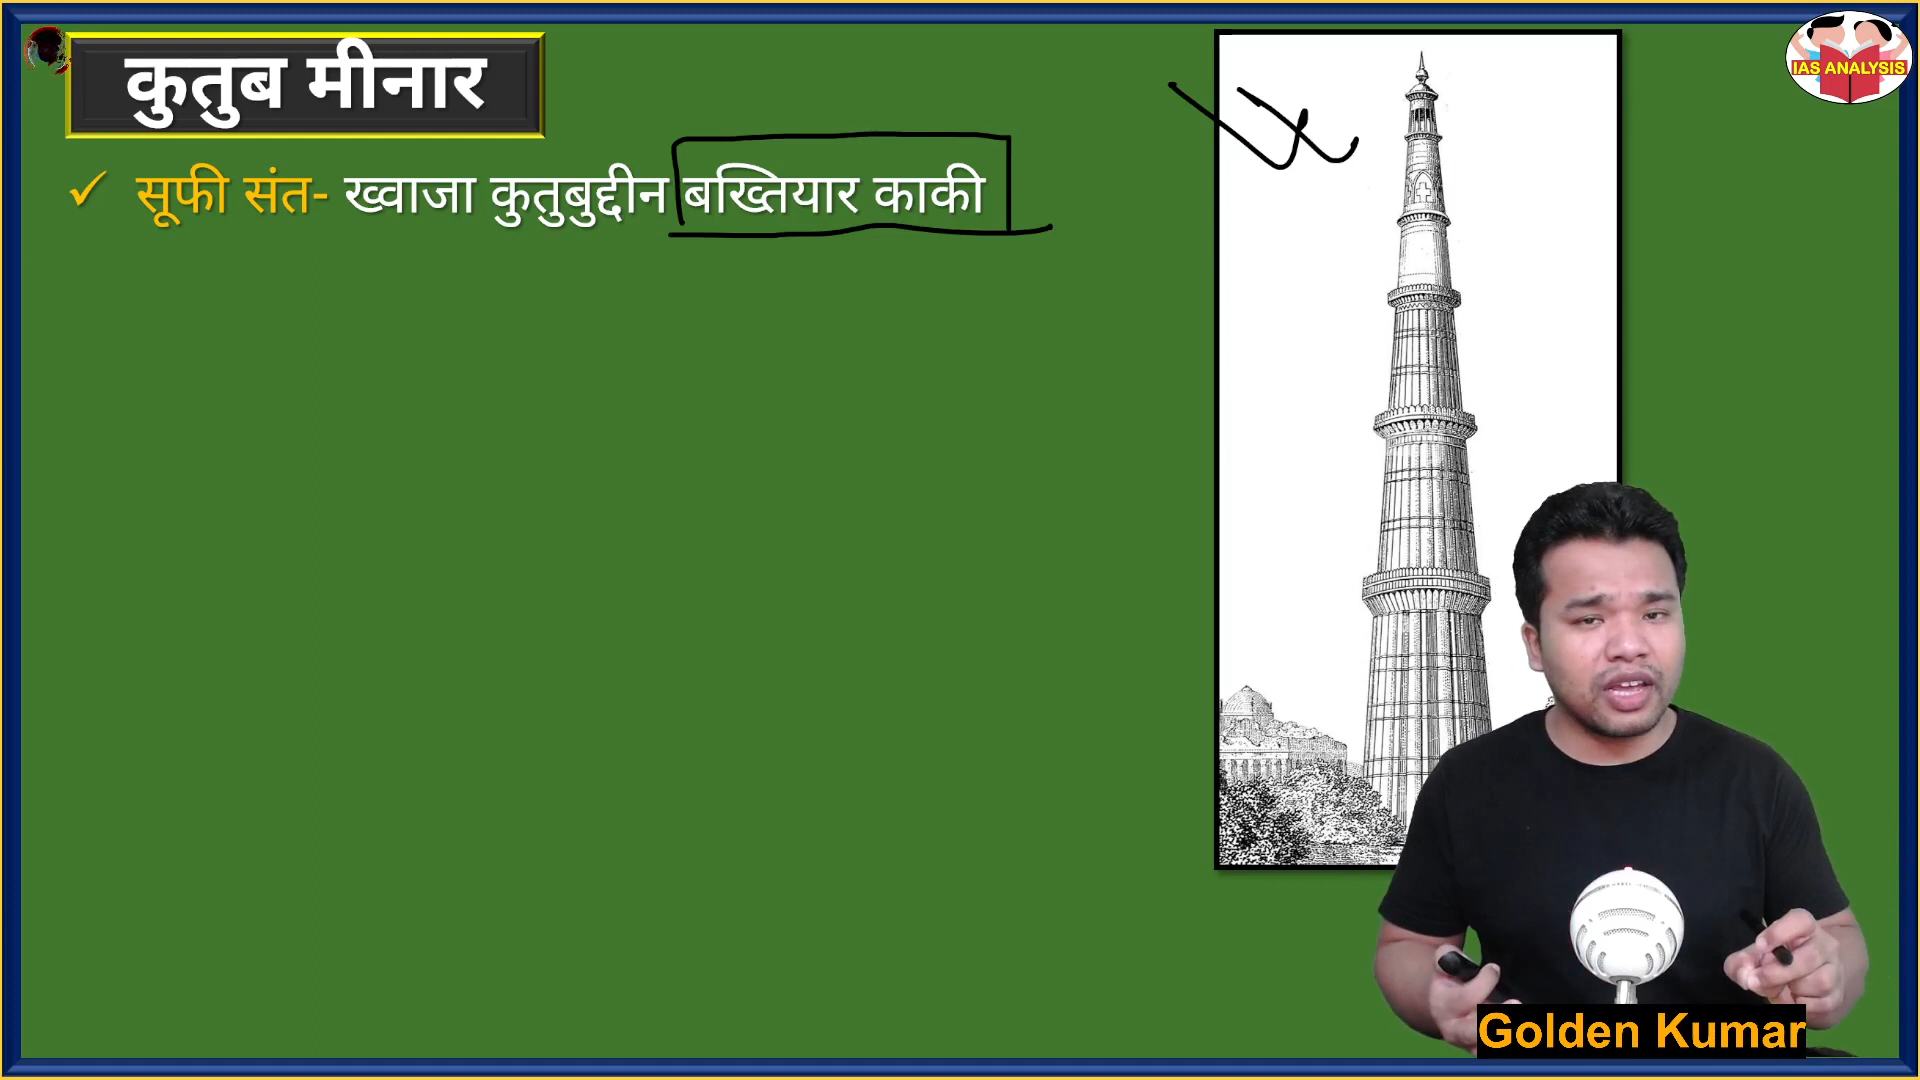 कुतुब मीनार
IAS ANALYSIS
✓ सूफी संत- ख्वाजा कुतुबुद्दीन बख्तियार काकी
Golden Kumar